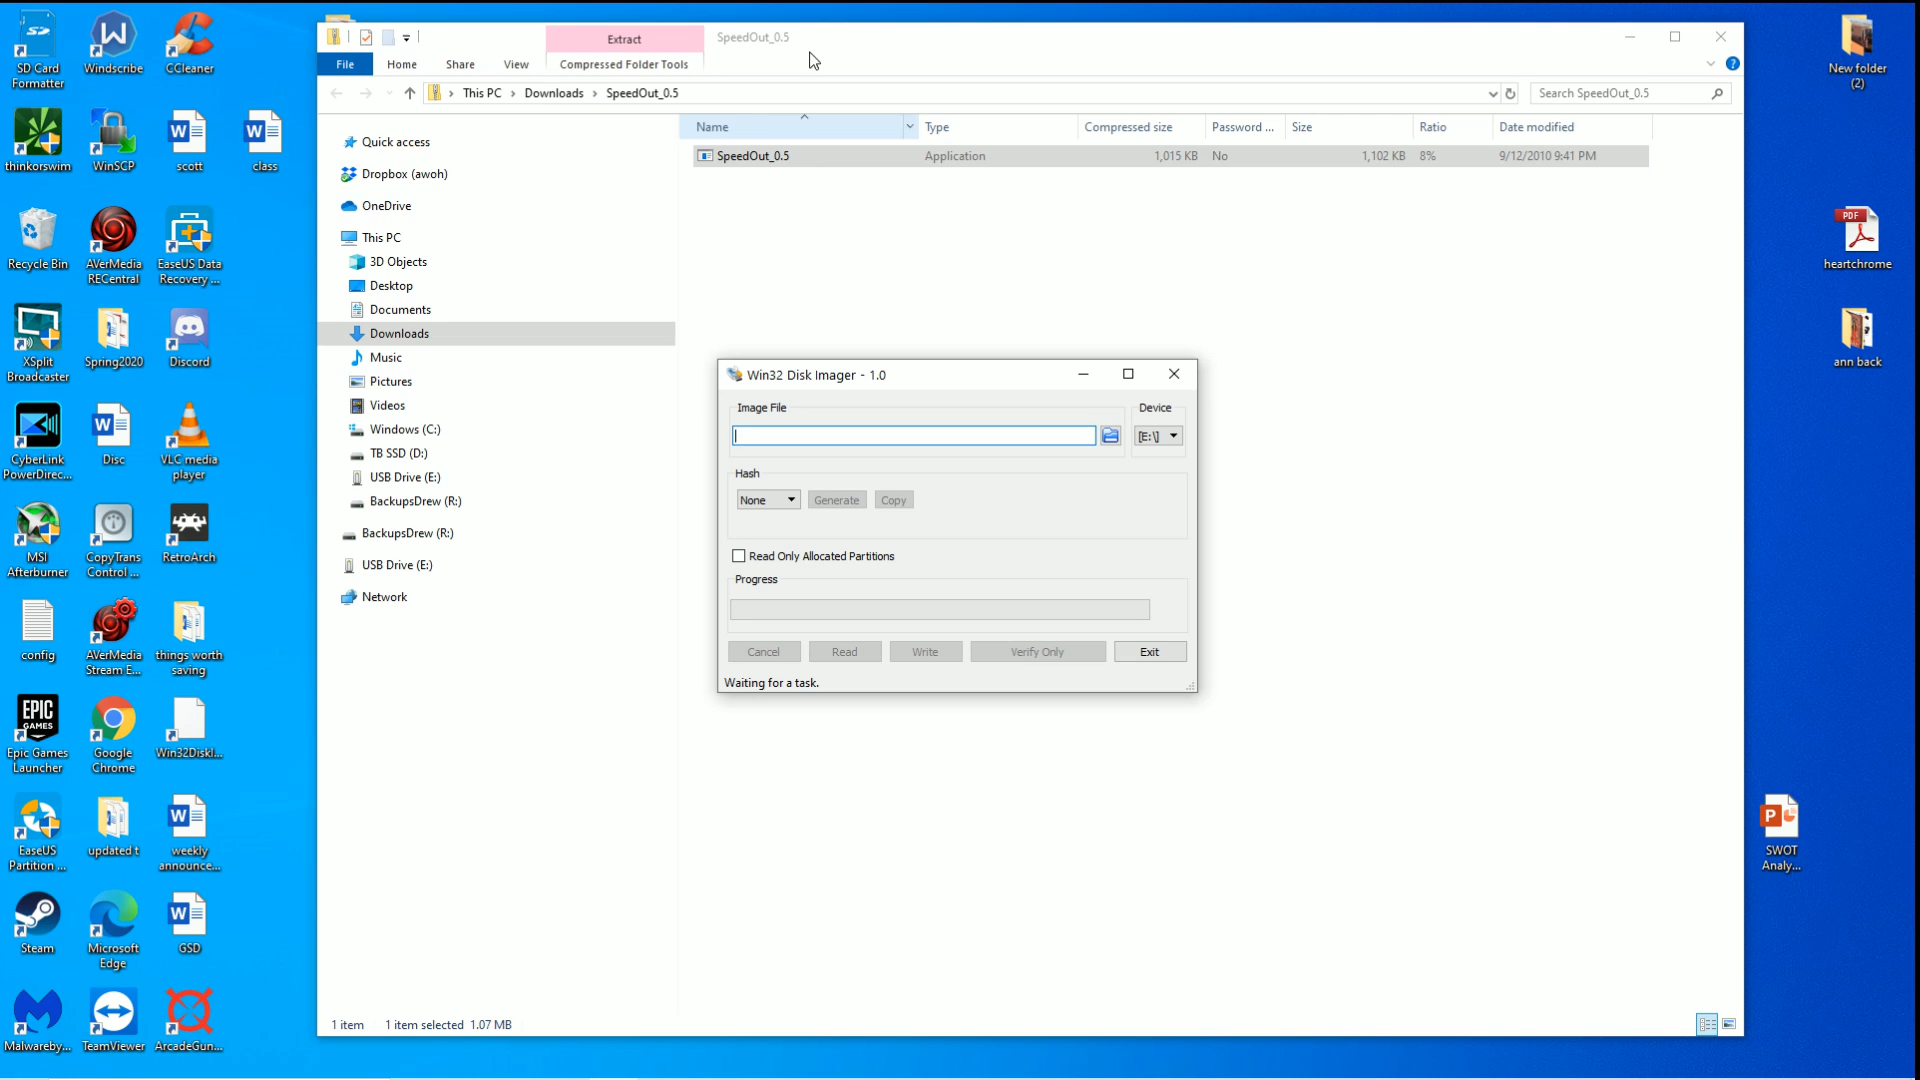 SD Card
Formatter
Windscribe
CCleaner
thinkorswim
WinSCP
scott
class
Recycle Bin
AVerMedia
RECentral
EaseUS Data
Recovery ...
XSplit
Broadcaster
Spring2020
Discord
CyberLink
PowerDirec...
Disc
VLC media
player
MSI
Afterburner
CopyTrans
Control ...
RetroArch
config
AVerMedia
Stream E...
things worth
saving
EPIC
GAMES
Epic Games
Launcher
Google
Chrome
Win32DiskI...
EaseUS
Partition ...
updated t
weekly
announce...
Steam
Microsoft
Edge
GSD
Malwareby...
TeamViewer
ArcadeGun...
Extract
SpeedOut_0.5
File
Home
Share
View
Compressed Folder Tools
This PC > Downloads > SpeedOut_0.5
Search SpeedOut_0.5
Quick access
Dropbox (awoh)
OneDrive
This PC
3D Objects
Desktop
Documents
Downloads
Music
Pictures
Videos
Windows (C:)
TB SSD (D:)
USB Drive (E:)
BackupsDrew (R:)
BackupsDrew (R:)
USB Drive (E:)
Network
Name Type Compressed size Password ... Size Ratio Date modified
SpeedOut_0.5 Application 1,015 KB No 1,102 KB 8% 9/12/2010 9:41 PM
Win32 Disk Imager - 1.0
Image File
Device
[E:\]
Hash
None Generate Copy
Read Only Allocated Partitions
Progress
Cancel Read Write Verify Only Exit
Waiting for a task.
1 item 1 item selected 1.07 MB
New folder
(2)
PDF
heartchrome
ann back
SWOT
Analy...